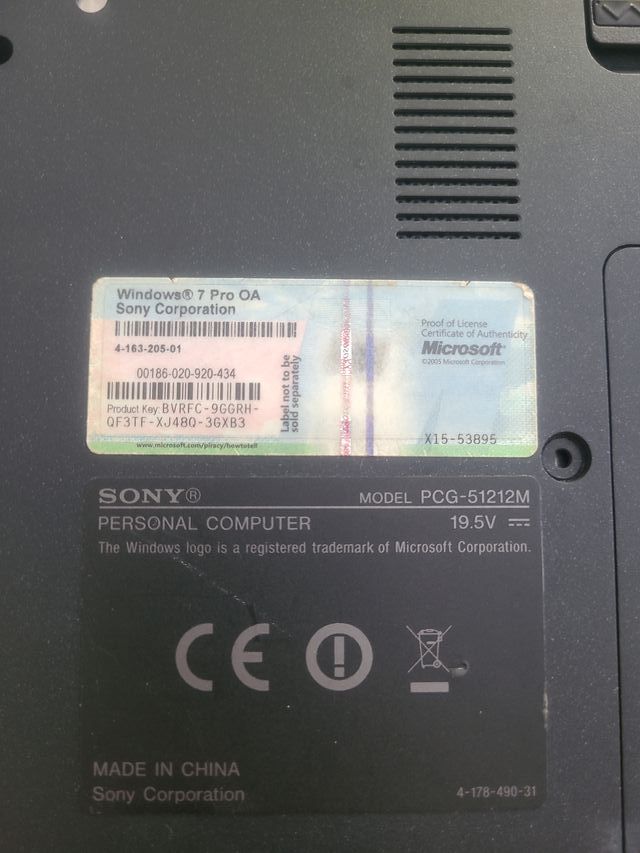 Windows® 7 Pro OA
Sony Corporation
4-163-205-01
00186-020-920-434
Product Key: BVRFC-9GGRH-
QF3TF-XJ48Q-3GXB3
www.microsoft.com/piracy/howtotell
Label not to be
sold separately
Proof of License
Certificate of Authenticity
Microsoft®
©2005 Microsoft Corporation
X15-53895
SONY® MODEL PCG-51212M
PERSONAL COMPUTER 19.5V
The Windows logo is a registered trademark of Microsoft Corporation.
CE
MADE IN CHINA
Sony Corporation
4-178-490-31